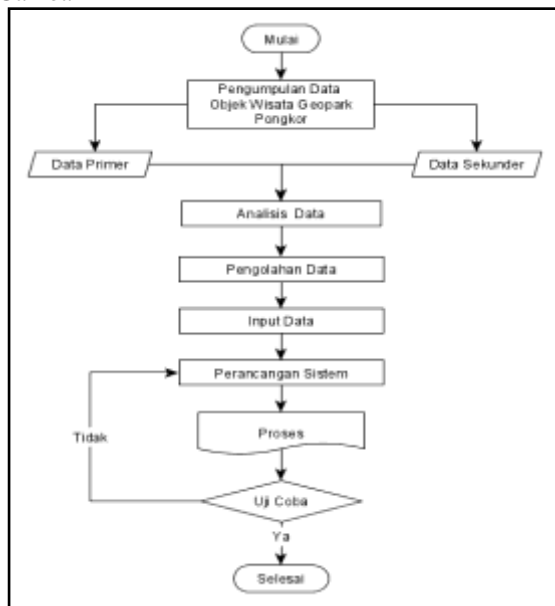 Mulai
Pengumpulan Data
Objek Wisata Geopark
Pongkor
Data Primer
Data Sekunder
Analisis Data
Pengolahan Data
Input Data
Perancangan Sistem
Proses
Tidak
Uji Coba
Ya
Selesai